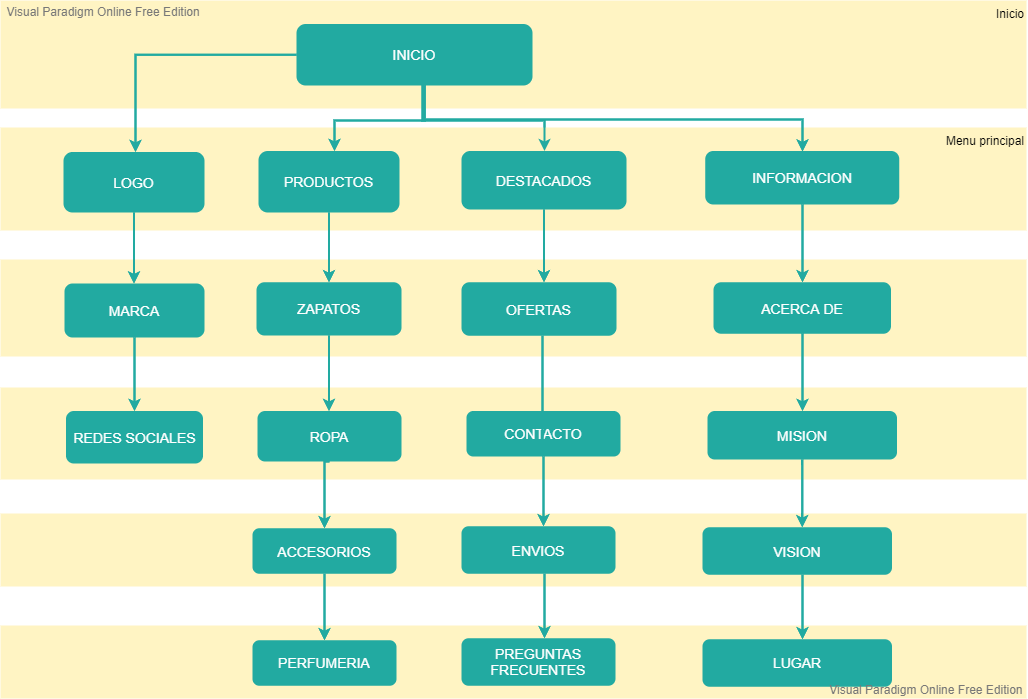 Visual Paradigm Online Free Edition
Inicio
INICIO
Menu principal
LOGO
PRODUCTOS
DESTACADOS
INFORMACION
MARCA
ZAPATOS
OFERTAS
ACERCA DE
REDES SOCIALES
ROPA
CONTACTO
MISION
ACCESORIOS
ENVIOS
VISION
PERFUMERIA
PREGUNTAS
FRECUENTES
LUGAR
Visual Paradigm Online Free Edition